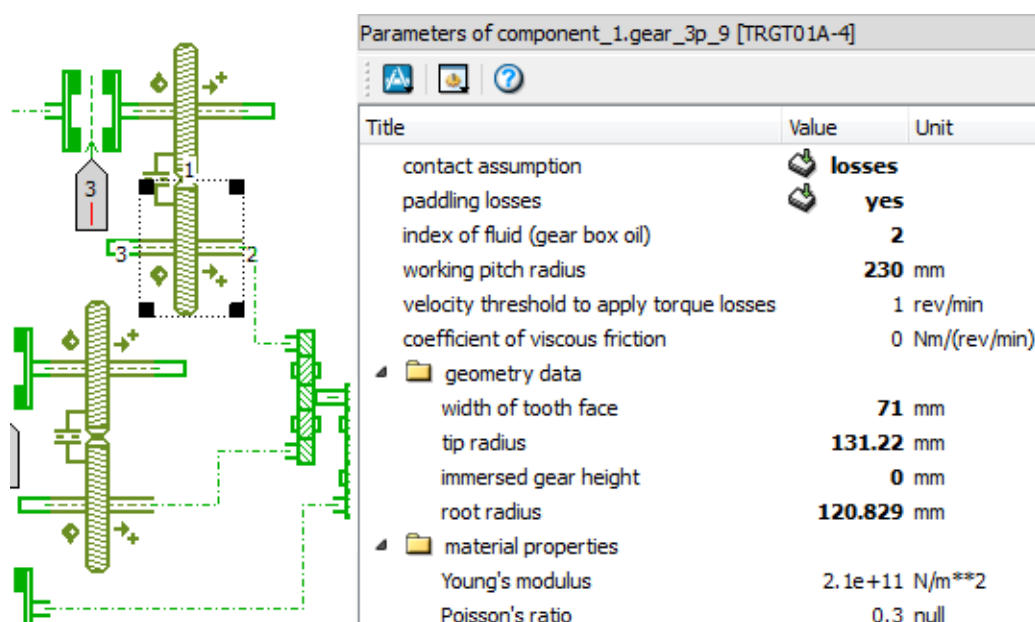 Parameters of component_1.gear_3p_9 [TRGT01A-4]
Title Value Unit
contact assumption losses
paddling losses yes
index of fluid (gear box oil) 2
working pitch radius 230 mm
velocity threshold to apply torque losses 1 rev/min
coefficient of viscous friction 0 Nm/(rev/min)
geometry data
width of tooth face 71 mm
tip radius 131.22 mm
immersed gear height 0 mm
root radius 120.829 mm
material properties
Young's modulus 2.1e+11 N/m**2
Poisson's ratio 0.3 null
1
3
3
2